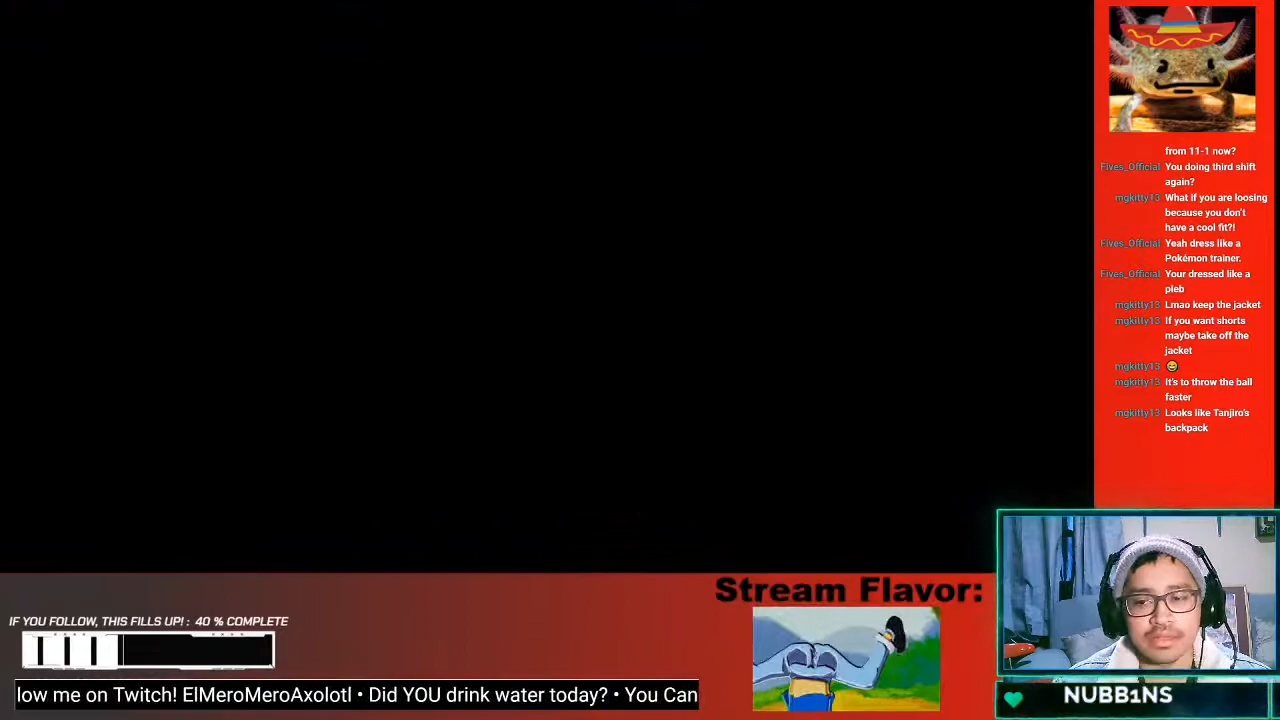 from 11-1 now?
Fives_Official You doing third shift
again?
mgkitty13 What if you are loosing
because you don't
have a cool fit?!
Fives_Official Yeah dress like a
Pokémon trainer.
Fives_Official Your dressed like a
pleb
mgkitty13 Lmao keep the jacket
mgkitty13 If you want shorts
maybe take off the
jacket
mgkitty13 😅
mgkitty13 It's to throw the ball
faster
mgkitty13 Looks like Tanjiro's
backpack
Stream Flavor:
IF YOU FOLLOW, THIS FILLS UP! : 40 % COMPLETE
low me on Twitch! ElMeroMeroAxolotl • Did YOU drink water today? • You Can
NUBB1NS